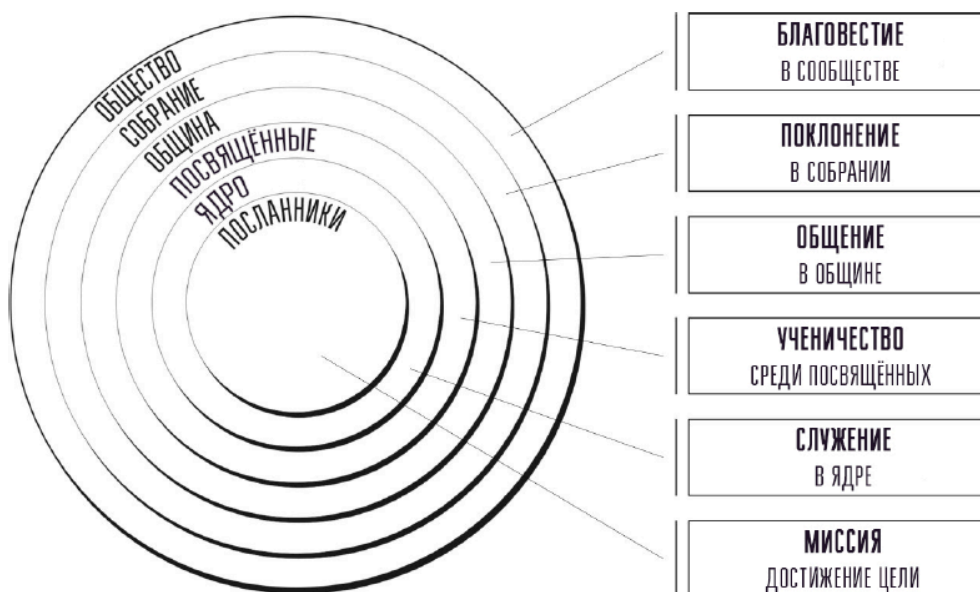 ОБЩЕСТВО
СОБРАНИЕ
ОБЩИНА
ПОСВЯЩЁННЫЕ
ЯДРО
ПОСЛАННИКИ
БЛАГОВЕСТИЕ
В СООБЩЕСТВЕ
ПОКЛОНЕНИЕ
В СОБРАНИИ
ОБЩЕНИЕ
В ОБЩИНЕ
УЧЕНИЧЕСТВО
СРЕДИ ПОСВЯЩЁННЫХ
СЛУЖЕНИЕ
В ЯДРЕ
МИССИЯ
ДОСТИЖЕНИЕ ЦЕЛИ